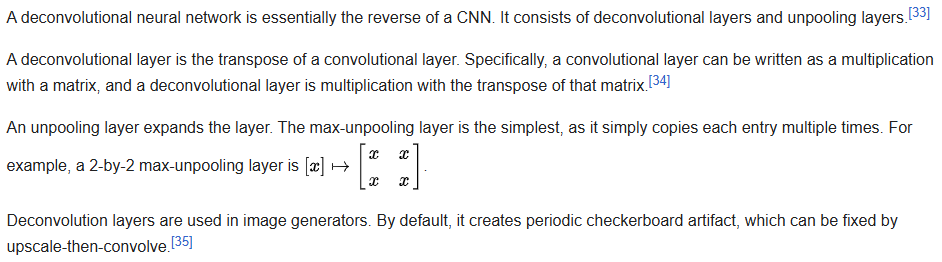 A deconvolutional neural network is essentially the reverse of a CNN. It consists of deconvolutional layers and unpooling layers.[33]
A deconvolutional layer is the transpose of a convolutional layer. Specifically, a convolutional layer can be written as a multiplication
with a matrix, and a deconvolutional layer is multiplication with the transpose of that matrix.[34]
An unpooling layer expands the layer. The max-unpooling layer is the simplest, as it simply copies each entry multiple times. For
example, a 2-by-2 max-unpooling layer is [x] ↦ [x x
x x].
Deconvolution layers are used in image generators. By default, it creates periodic checkerboard artifact, which can be fixed by
upscale-then-convolve.[35]